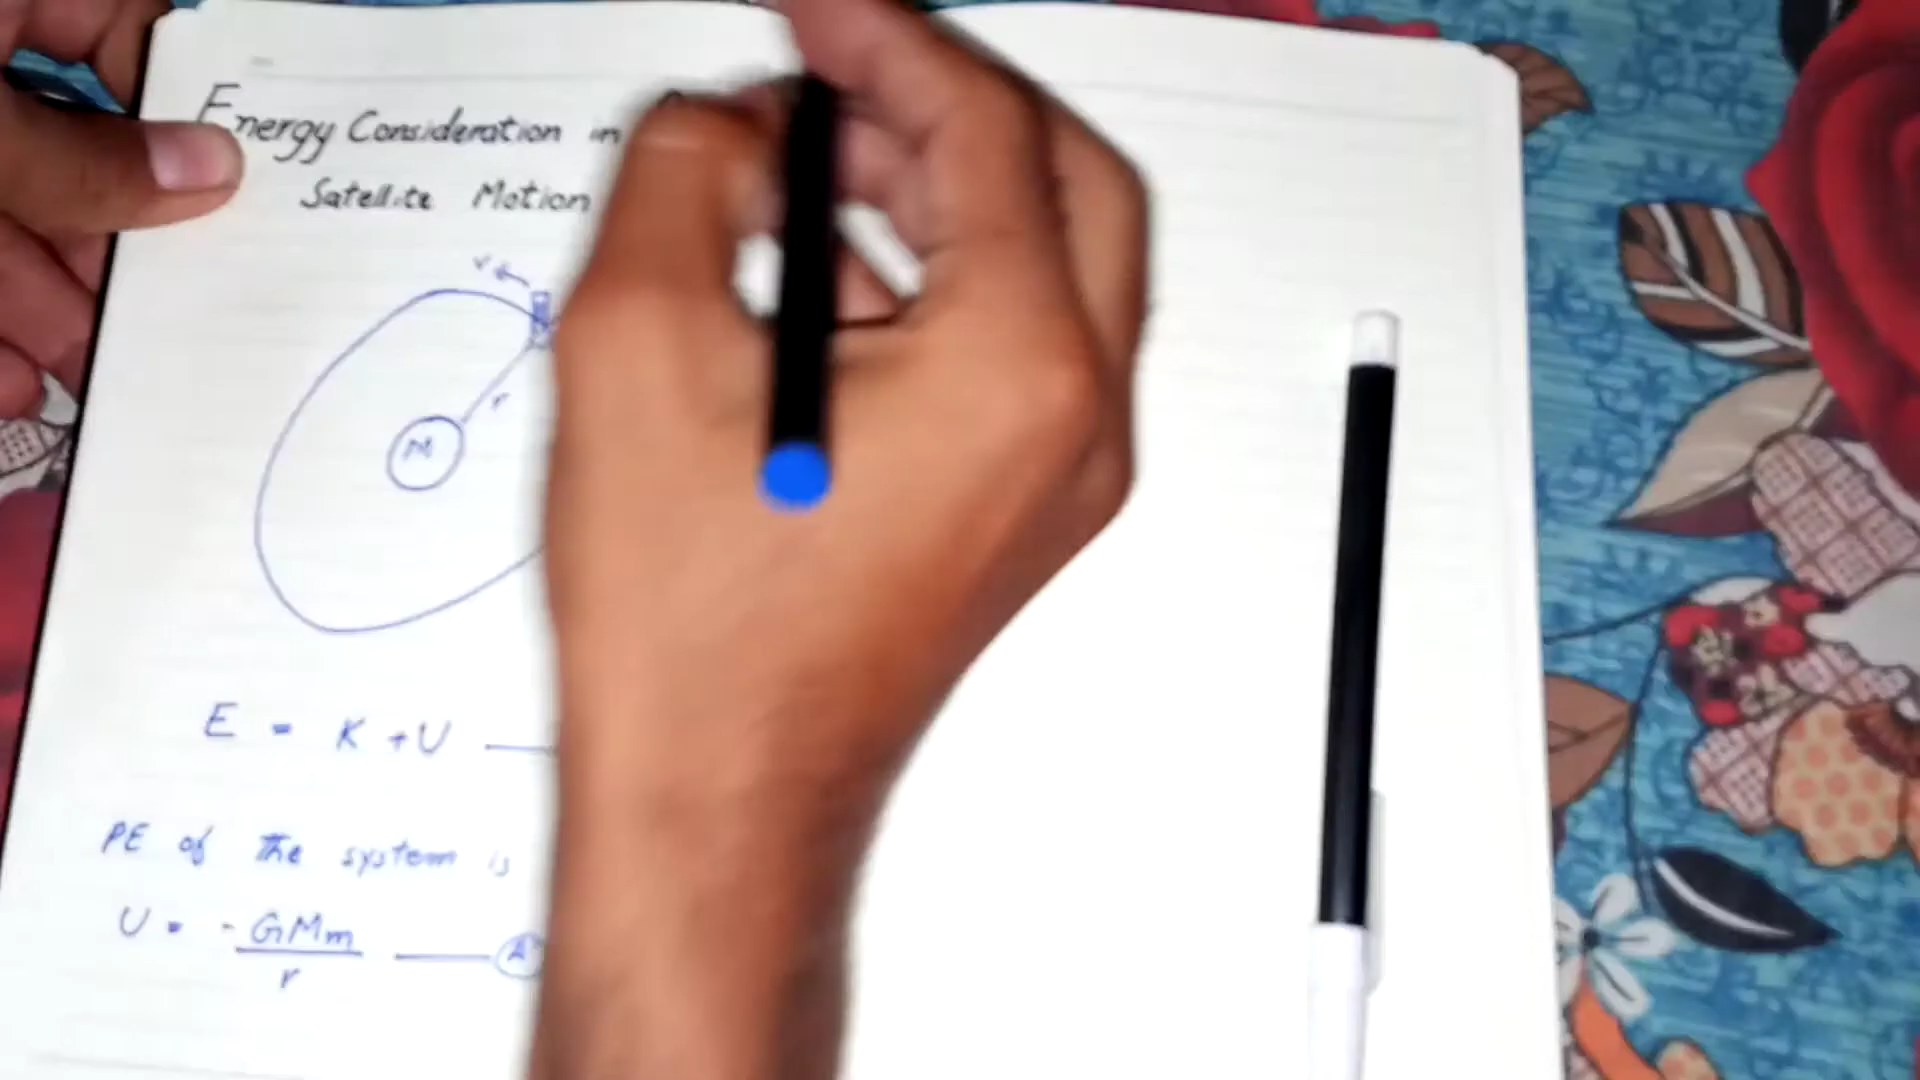 Energy Consideration in
Satellite Motion
v
r
M
E = K + U
PE of the system is
U = - GMm
r
A